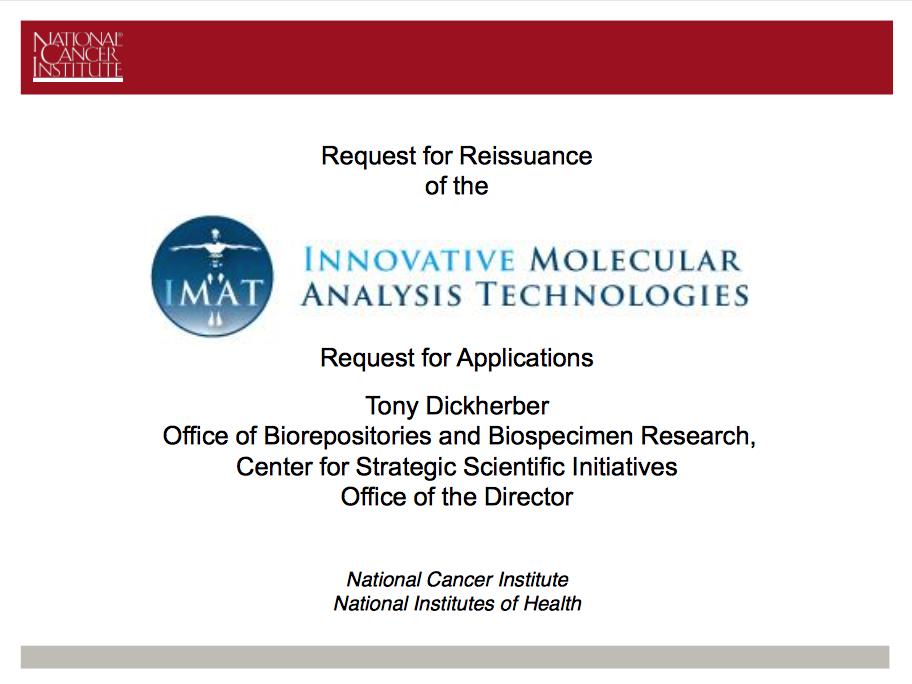 NATIONAL®
CANCER
INSTITUTE
Request for Reissuance
of the
IMAT
INNOVATIVE MOLECULAR
ANALYSIS TECHNOLOGIES
Request for Applications
Tony Dickherber
Office of Biorepositories and Biospecimen Research,
Center for Strategic Scientific Initiatives
Office of the Director
National Cancer Institute
National Institutes of Health